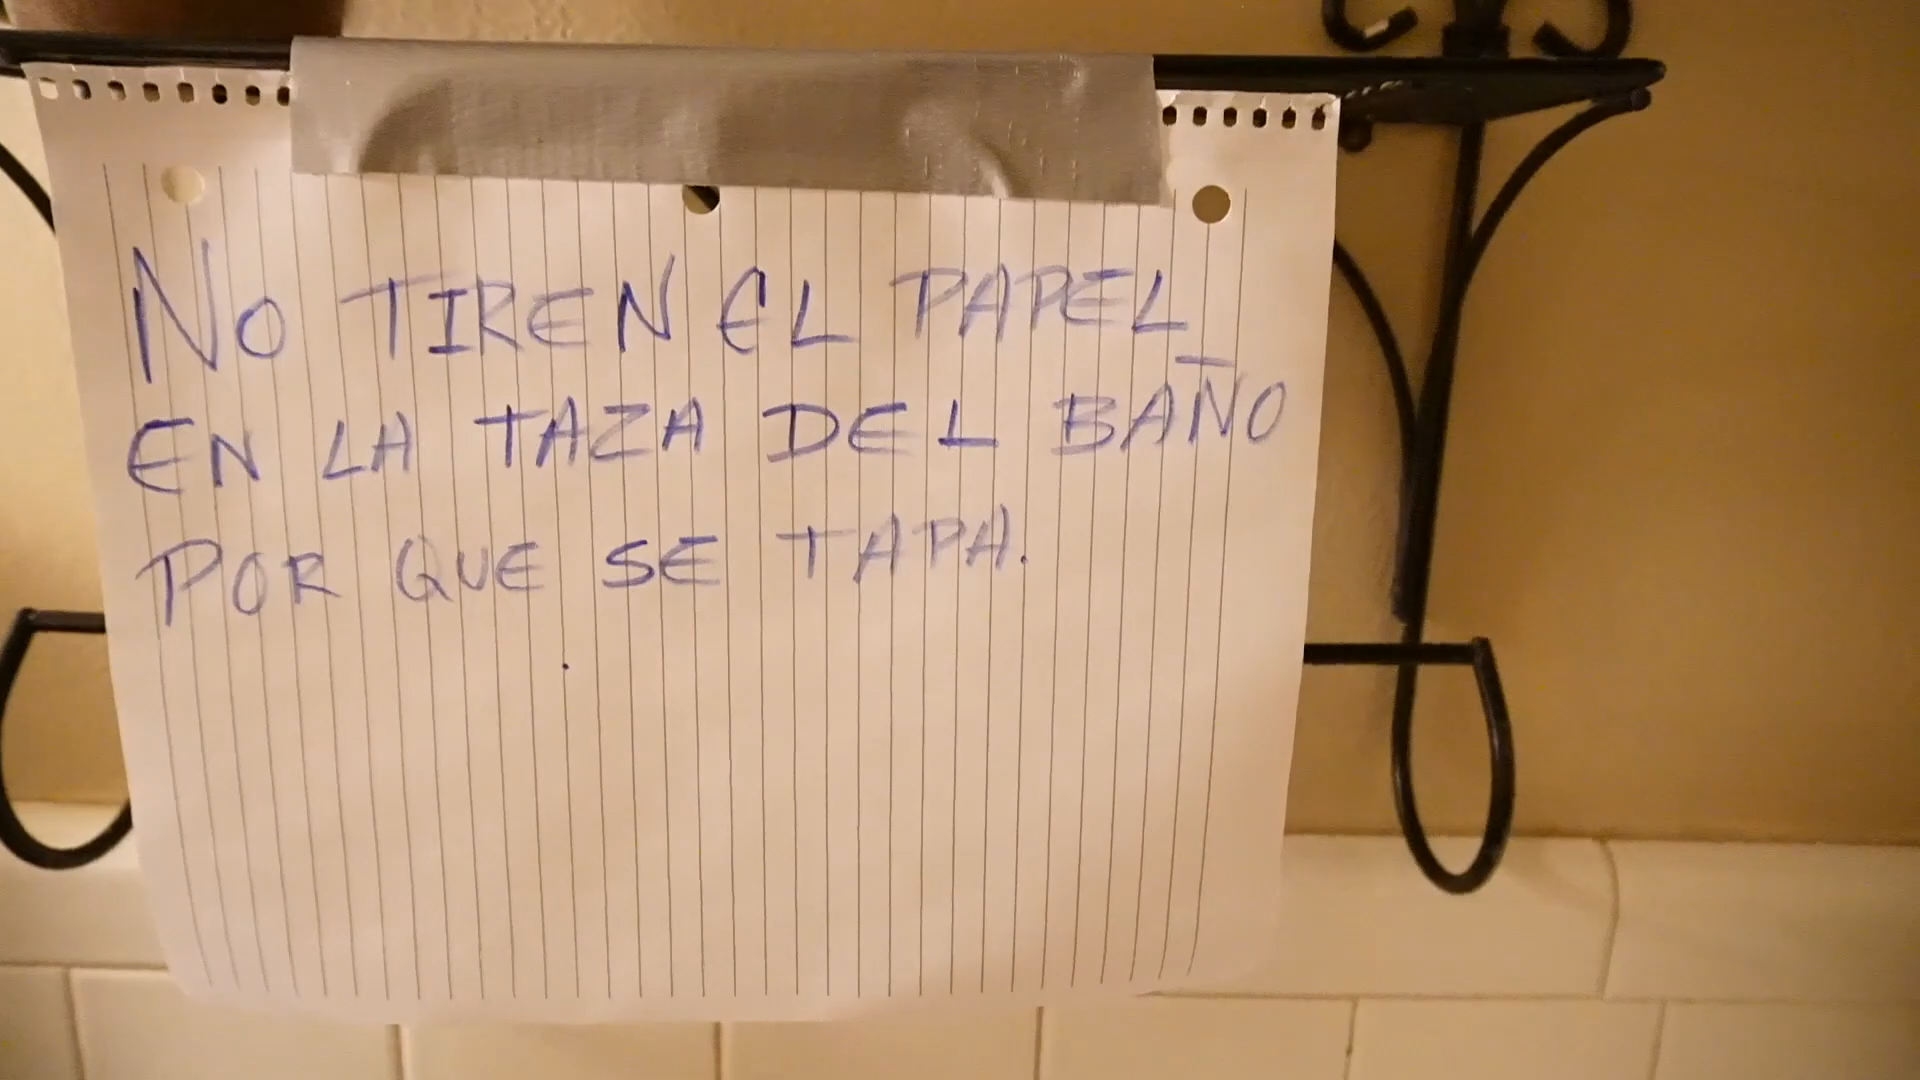 NO TIREN EL PAPEL
EN LA TAZA DEL BAÑO
POR QUE SE TAPA.